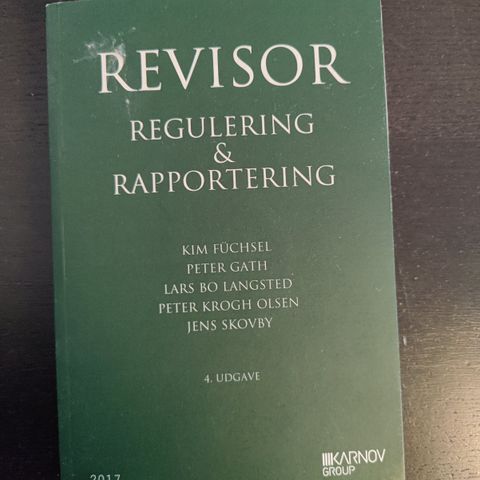 REVISOR
REGULERING
&
RAPPORTERING
KIM FÜCHSEL
PETER GATH
LARS BO LANGSTED
PETER KROGH OLSEN
JENS SKOVBY
4. UDGAVE
KARNOV
GROUP
2017